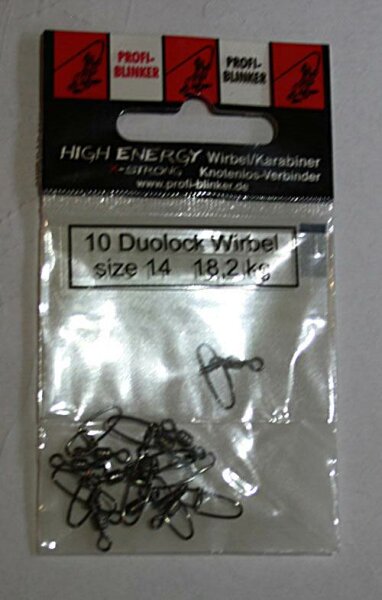 PROFI-
BLINKER
PROFI-
BLINKER
HIGH ENERGY Wirbel/Karabiner
X-STRONG Knotenlos-Verbinder
www.profi-blinker.de
10 Duolock Wirbel
size 14 18,2 kg